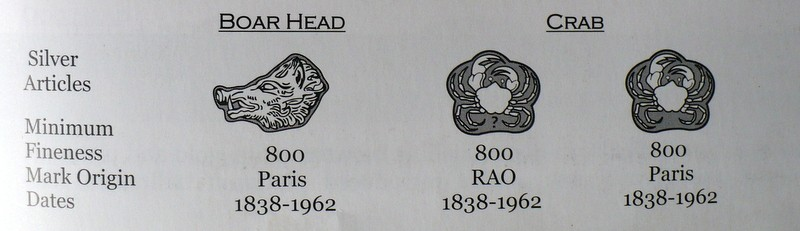 BOAR HEAD CRAB
Silver
Articles
Minimum
Fineness 800 800 800
Mark Origin Paris RAO Paris
Dates 1838-1962 1838-1962 1838-1962
?